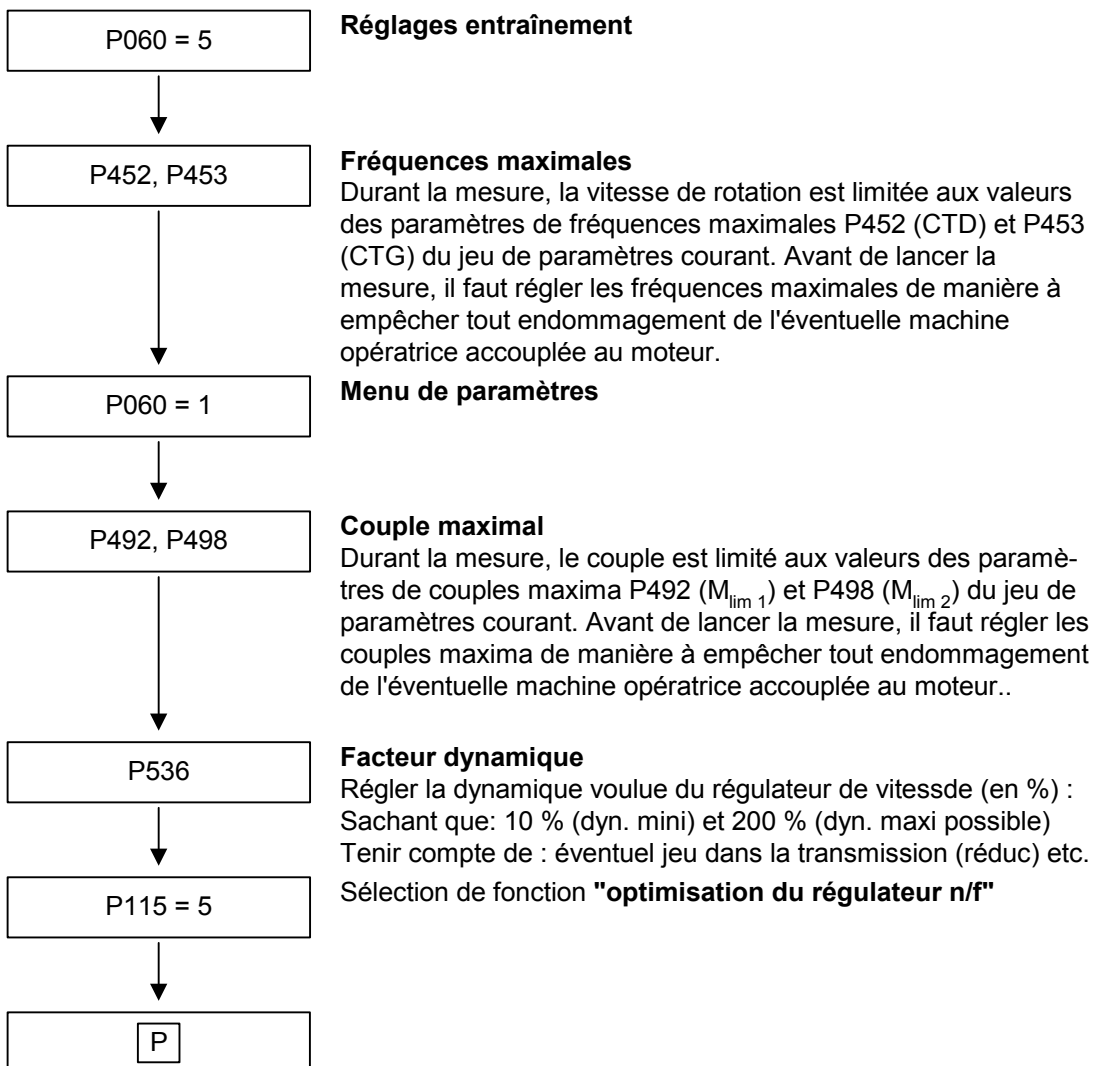 P060 = 5
Réglages entraînement
P452, P453
Fréquences maximales
Durant la mesure, la vitesse de rotation est limitée aux valeurs
des paramètres de fréquences maximales P452 (CTD) et P453
(CTG) du jeu de paramètres courant. Avant de lancer la
mesure, il faut régler les fréquences maximales de manière à
empêcher tout endommagement de l'éventuelle machine
opératrice accouplée au moteur.
P060 = 1
Menu de paramètres
P492, P498
Couple maximal
Durant la mesure, le couple est limité aux valeurs des paramè-
tres de couples maxima P492 (Mlim 1) et P498 (Mlim 2) du jeu de
paramètres courant. Avant de lancer la mesure, il faut régler les
couples maxima de manière à empêcher tout endommagement
de l'éventuelle machine opératrice accouplée au moteur..
P536
Facteur dynamique
Régler la dynamique voulue du régulateur de vitessde (en %) :
Sachant que: 10 % (dyn. mini) et 200 % (dyn. maxi possible)
Tenir compte de : éventuel jeu dans la transmission (réduc) etc.
P115 = 5
Sélection de fonction "optimisation du régulateur n/f"
P